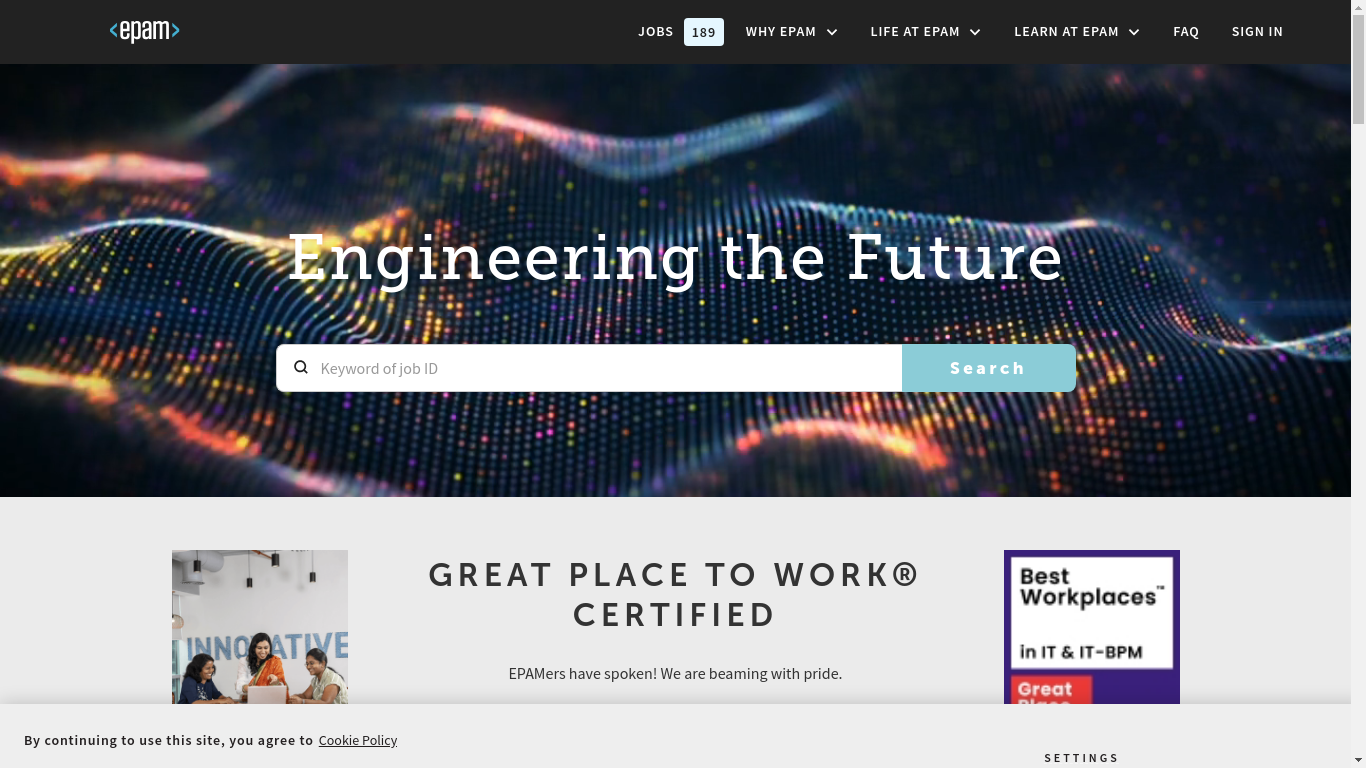 <epam>
JOBS 189 WHY EPAM LIFE AT EPAM LEARN AT EPAM FAQ SIGN IN
Engineering the Future
Keyword of job ID Search
GREAT PLACE TO WORK®
CERTIFIED
EPAMers have spoken! We are beaming with pride.
INNOVATIVE
Best
Workplaces™
in IT & IT-BPM
Great
Place
By continuing to use this site, you agree to Cookie Policy
SETTINGS